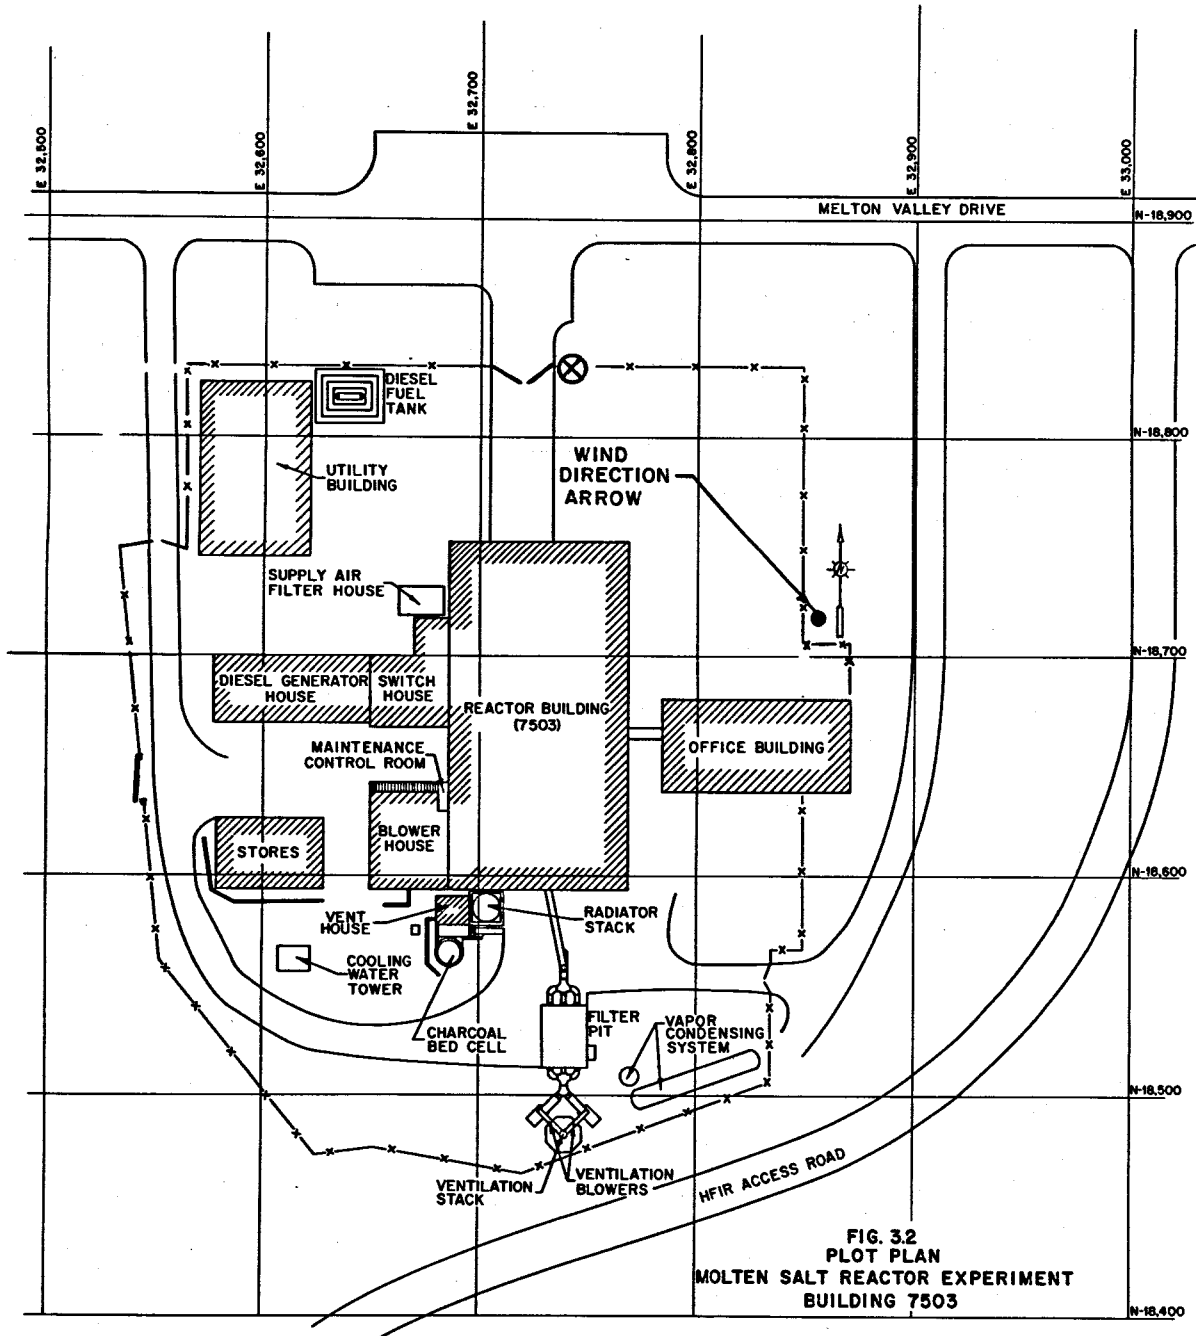 E 32,500
E 32,600
E 32,700
E 32,800
E 32,900
E 33,000
MELTON VALLEY DRIVE
N-18,900
DIESEL
FUEL
TANK
N-18,800
WIND
DIRECTION
ARROW
UTILITY
BUILDING
SUPPLY AIR
FILTER HOUSE
N
N-18,700
DIESEL GENERATOR
HOUSE
SWITCH
HOUSE
REACTOR BUILDING
(7503)
OFFICE BUILDING
MAINTENANCE
CONTROL ROOM
BLOWER
HOUSE
STORES
N-18,600
VENT
HOUSE
RADIATOR
STACK
COOLING
WATER
TOWER
CHARCOAL
BED CELL
FILTER
PIT
VAPOR
CONDENSING
SYSTEM
N-18,500
VENTILATION
STACK
VENTILATION
BLOWERS
HFIR ACCESS ROAD
FIG. 3.2
PLOT PLAN
MOLTEN SALT REACTOR EXPERIMENT
BUILDING 7503
N-18,400